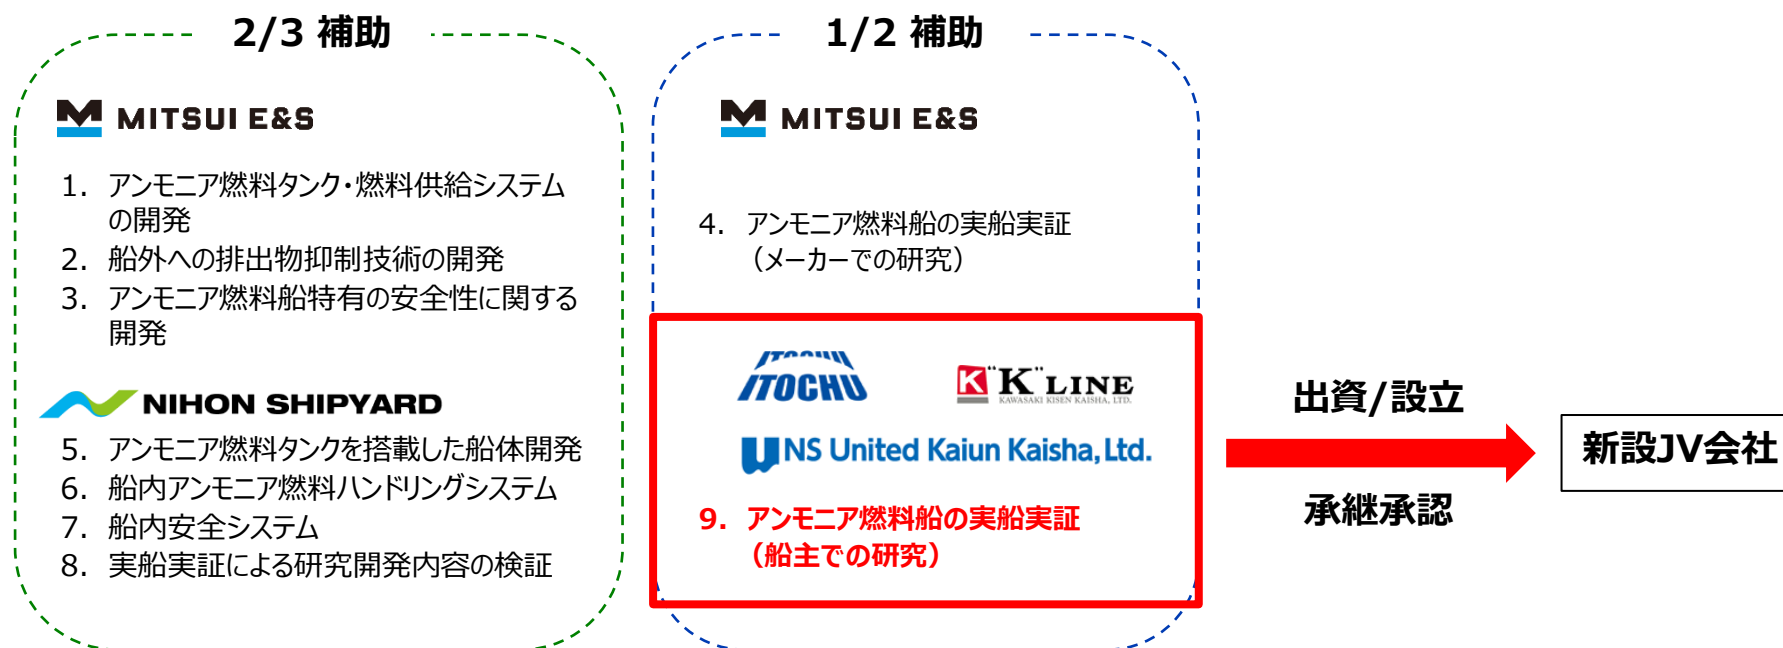 2/3 補助
MITSUI E&S
1. アンモニア燃料タンク・燃料供給システム
の開発
2. 船外への排出物抑制技術の開発
3. アンモニア燃料船特有の安全性に関する
開発
NIHON SHIPYARD
5. アンモニア燃料タンクを搭載した船体開発
6. 船内アンモニア燃料ハンドリングシステム
7. 船内安全システム
8. 実船実証による研究開発内容の検証
1/2 補助
MITSUI E&S
4. アンモニア燃料船の実船実証
（メーカーでの研究）
ITOCHU
ITOCHU
K "K" LINE
KAWASAKI KISEN KAISHA, LTD.
UNS United Kaiun Kaisha, Ltd.
9. アンモニア燃料船の実船実証
（船主での研究）
出資/設立
承継承認
新設JV会社